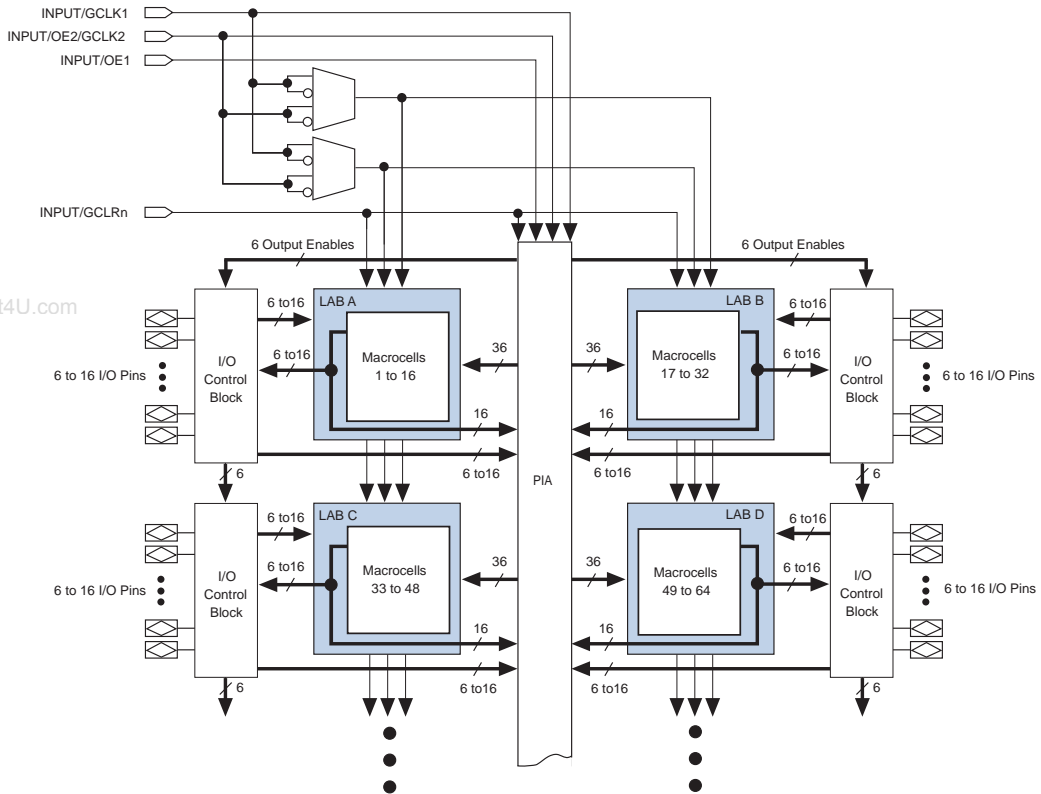 INPUT/GCLK1
INPUT/OE2/GCLK2
INPUT/OE1
INPUT/GCLRn
6 Output Enables
6 Output Enables
t4U.com
LAB A
LAB B
6 to16
6 to16
6 to16
6 to16
6 to 16 I/O Pins
I/O
Control
Block
Macrocells
1 to 16
36
36
Macrocells
17 to 32
I/O
Control
Block
6 to 16 I/O Pins
16
16
6 to16
6 to16
6
6
PIA
LAB C
LAB D
6 to16
6 to16
6 to16
6 to16
6 to 16 I/O Pins
I/O
Control
Block
Macrocells
33 to 48
36
36
Macrocells
49 to 64
I/O
Control
Block
6 to 16 I/O Pins
16
16
6 to16
6 to16
6
6